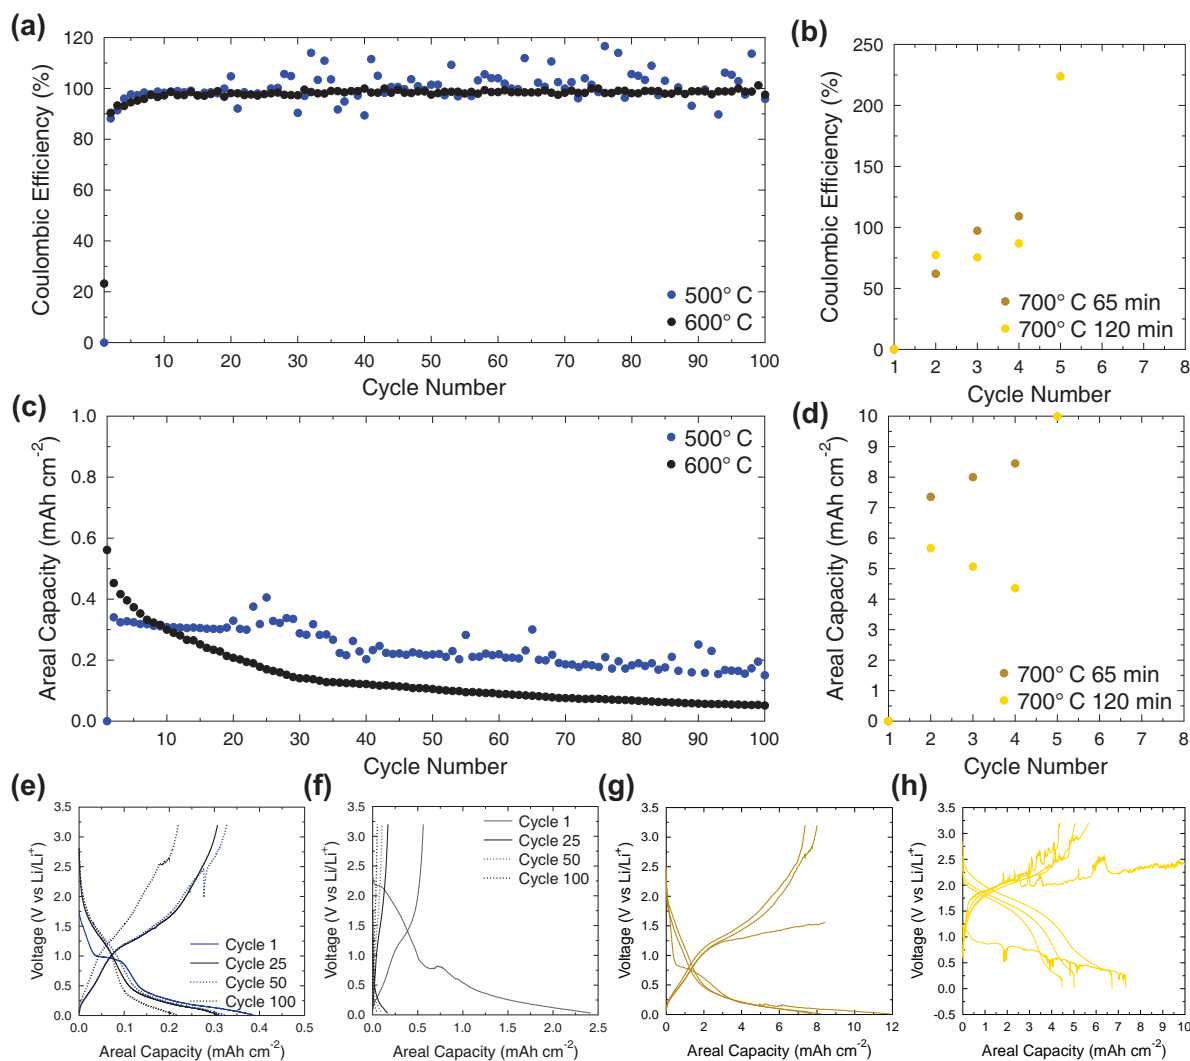 (a)
120
100
80
60
40
20
0
Coulombic Efficiency (%)
500° C
600° C
10 20 30 40 50 60 70 80 90 100
Cycle Number
(b)
250
200
150
100
50
0
Coulombic Efficiency (%)
700° C 65 min
700° C 120 min
1 2 3 4 5 6 7 8
Cycle Number
(c)
1.0
0.8
0.6
0.4
0.2
0.0
Areal Capacity (mAh cm⁻²)
500° C
600° C
10 20 30 40 50 60 70 80 90 100
Cycle Number
(d)
10
9
8
7
6
5
4
3
2
1
0
Areal Capacity (mAh cm⁻²)
700° C 65 min
700° C 120 min
1 2 3 4 5 6 7 8
Cycle Number
(e)
3.5
3.0
2.5
2.0
1.5
1.0
0.5
0.0
Voltage (V vs Li/Li⁺)
Cycle 1
Cycle 25
Cycle 50
Cycle 100
0.0 0.1 0.2 0.3 0.4 0.5
Areal Capacity (mAh cm⁻²)
(f)
3.5
3.0
2.5
2.0
1.5
1.0
0.5
0.0
Voltage (V vs Li/Li⁺)
Cycle 1
Cycle 25
Cycle 50
Cycle 100
0.0 0.5 1.0 1.5 2.0 2.5
Areal Capacity (mAh cm⁻²)
(g)
3.5
3.0
2.5
2.0
1.5
1.0
0.5
0.0
Voltage (V vs Li/Li⁺)
0 2 4 6 8 10 12
Areal Capacity (mAh cm⁻²)
(h)
3.5
3.0
2.5
2.0
1.5
1.0
0.5
0.0
-0.5
Voltage (V vs Li/Li⁺)
0 1 2 3 4 5 6 7 8 9 10
Areal Capacity (mAh cm⁻²)